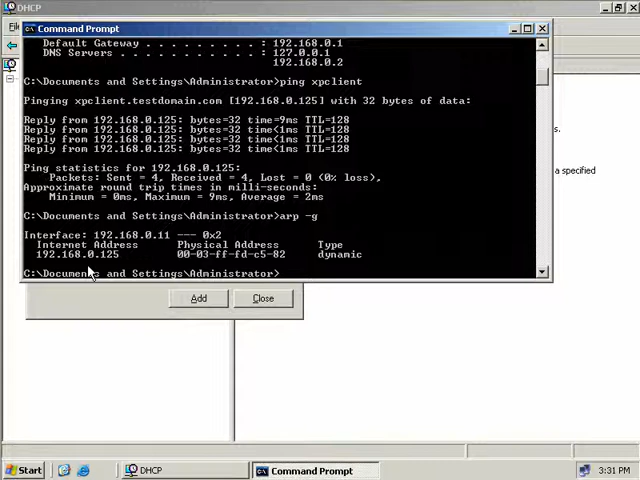 DHCP
Command Prompt
Default Gateway . . . . . . . . . : 192.168.0.1
DNS Servers . . . . . . . . . . . : 127.0.0.1
192.168.0.2
C:\Documents and Settings\Administrator>ping xpclient
Pinging xpclient.testdomain.com [192.168.0.125] with 32 bytes of data:
Reply from 192.168.0.125: bytes=32 time=9ms TTL=128
Reply from 192.168.0.125: bytes=32 time<1ms TTL=128
Reply from 192.168.0.125: bytes=32 time<1ms TTL=128
Reply from 192.168.0.125: bytes=32 time<1ms TTL=128
Ping statistics for 192.168.0.125:
Packets: Sent = 4, Received = 4, Lost = 0 (0% loss),
Approximate round trip times in milli-seconds:
Minimum = 0ms, Maximum = 9ms, Average = 2ms
C:\Documents and Settings\Administrator>arp -g
Interface: 192.168.0.11 --- 0x2
Internet Address Physical Address Type
192.168.0.125 00-03-ff-fd-c5-82 dynamic
C:\Documents and Settings\Administrator>
s.
a specified
Add Close
Start DHCP Command Prompt 3:31 PM